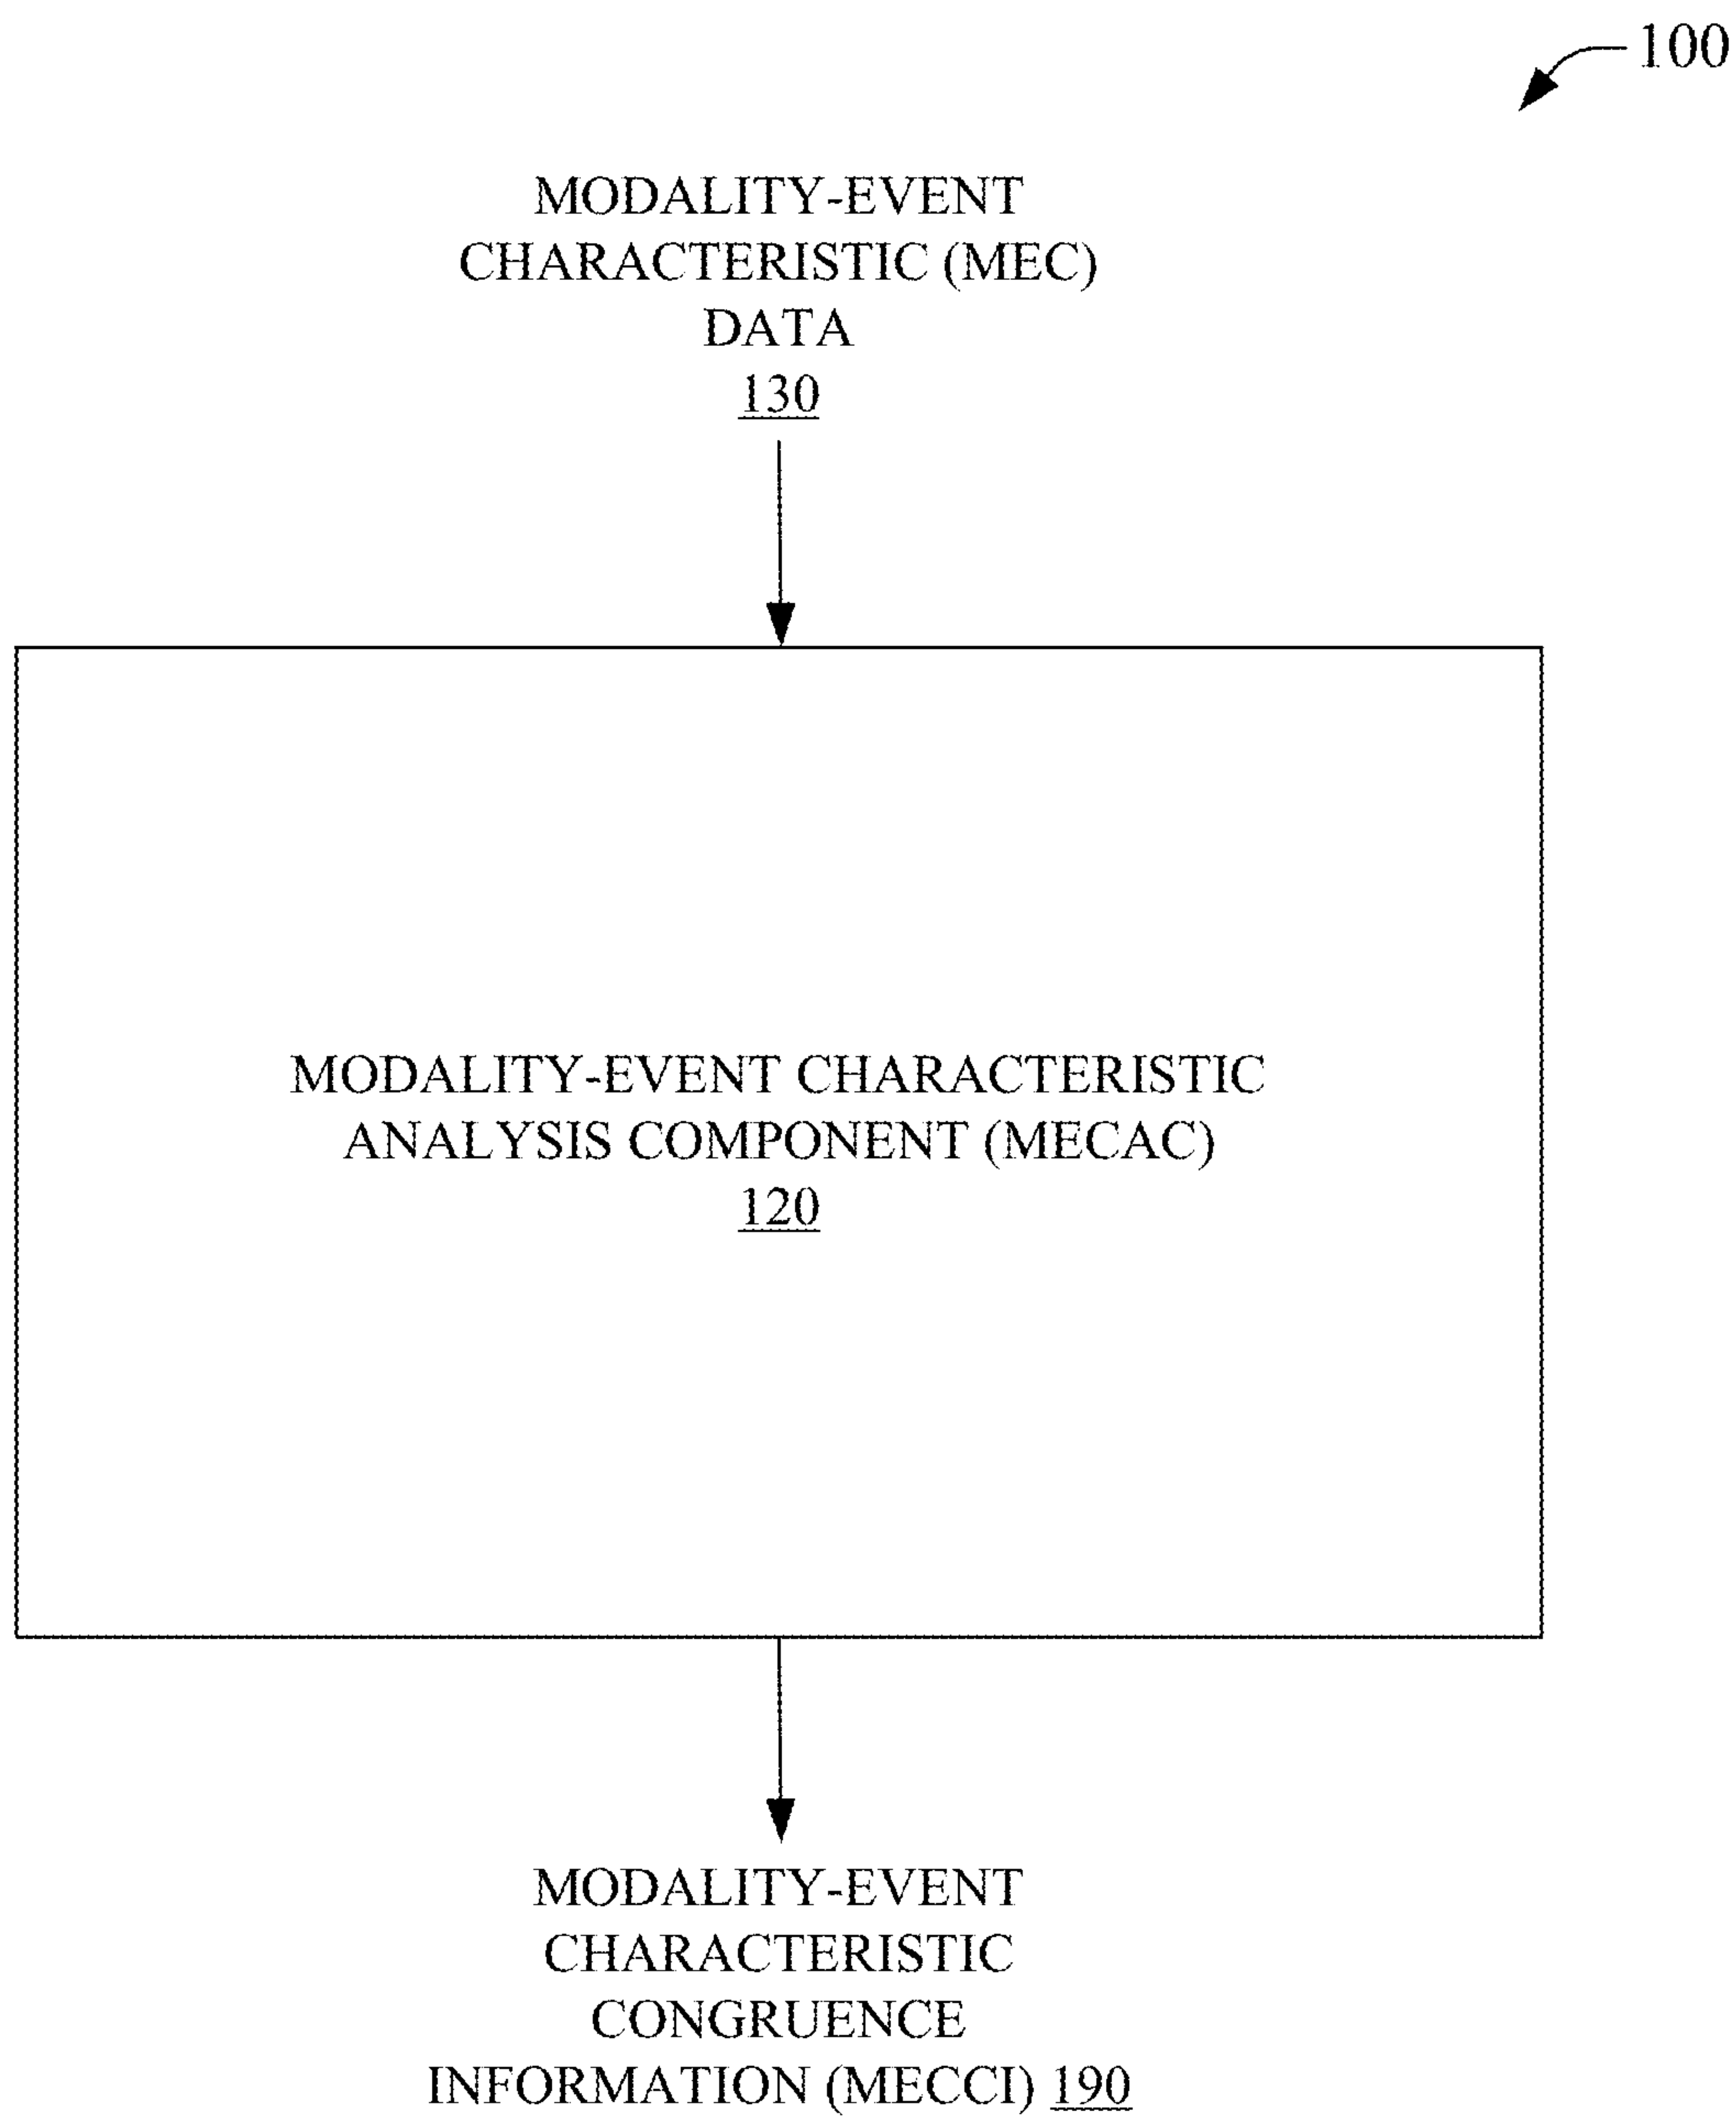 100
MODALITY-EVENT
CHARACTERISTIC (MEC)
DATA
130
MODALITY-EVENT CHARACTERISTIC
ANALYSIS COMPONENT (MECAC)
120
MODALITY-EVENT
CHARACTERISTIC
CONGRUENCE
INFORMATION (MECCI) 190